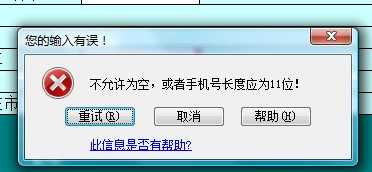 您的输入有误！
不允许为空，或者手机号长度应为11位！
重试(R) 取消 帮助(H)
此信息是否有帮助?
市